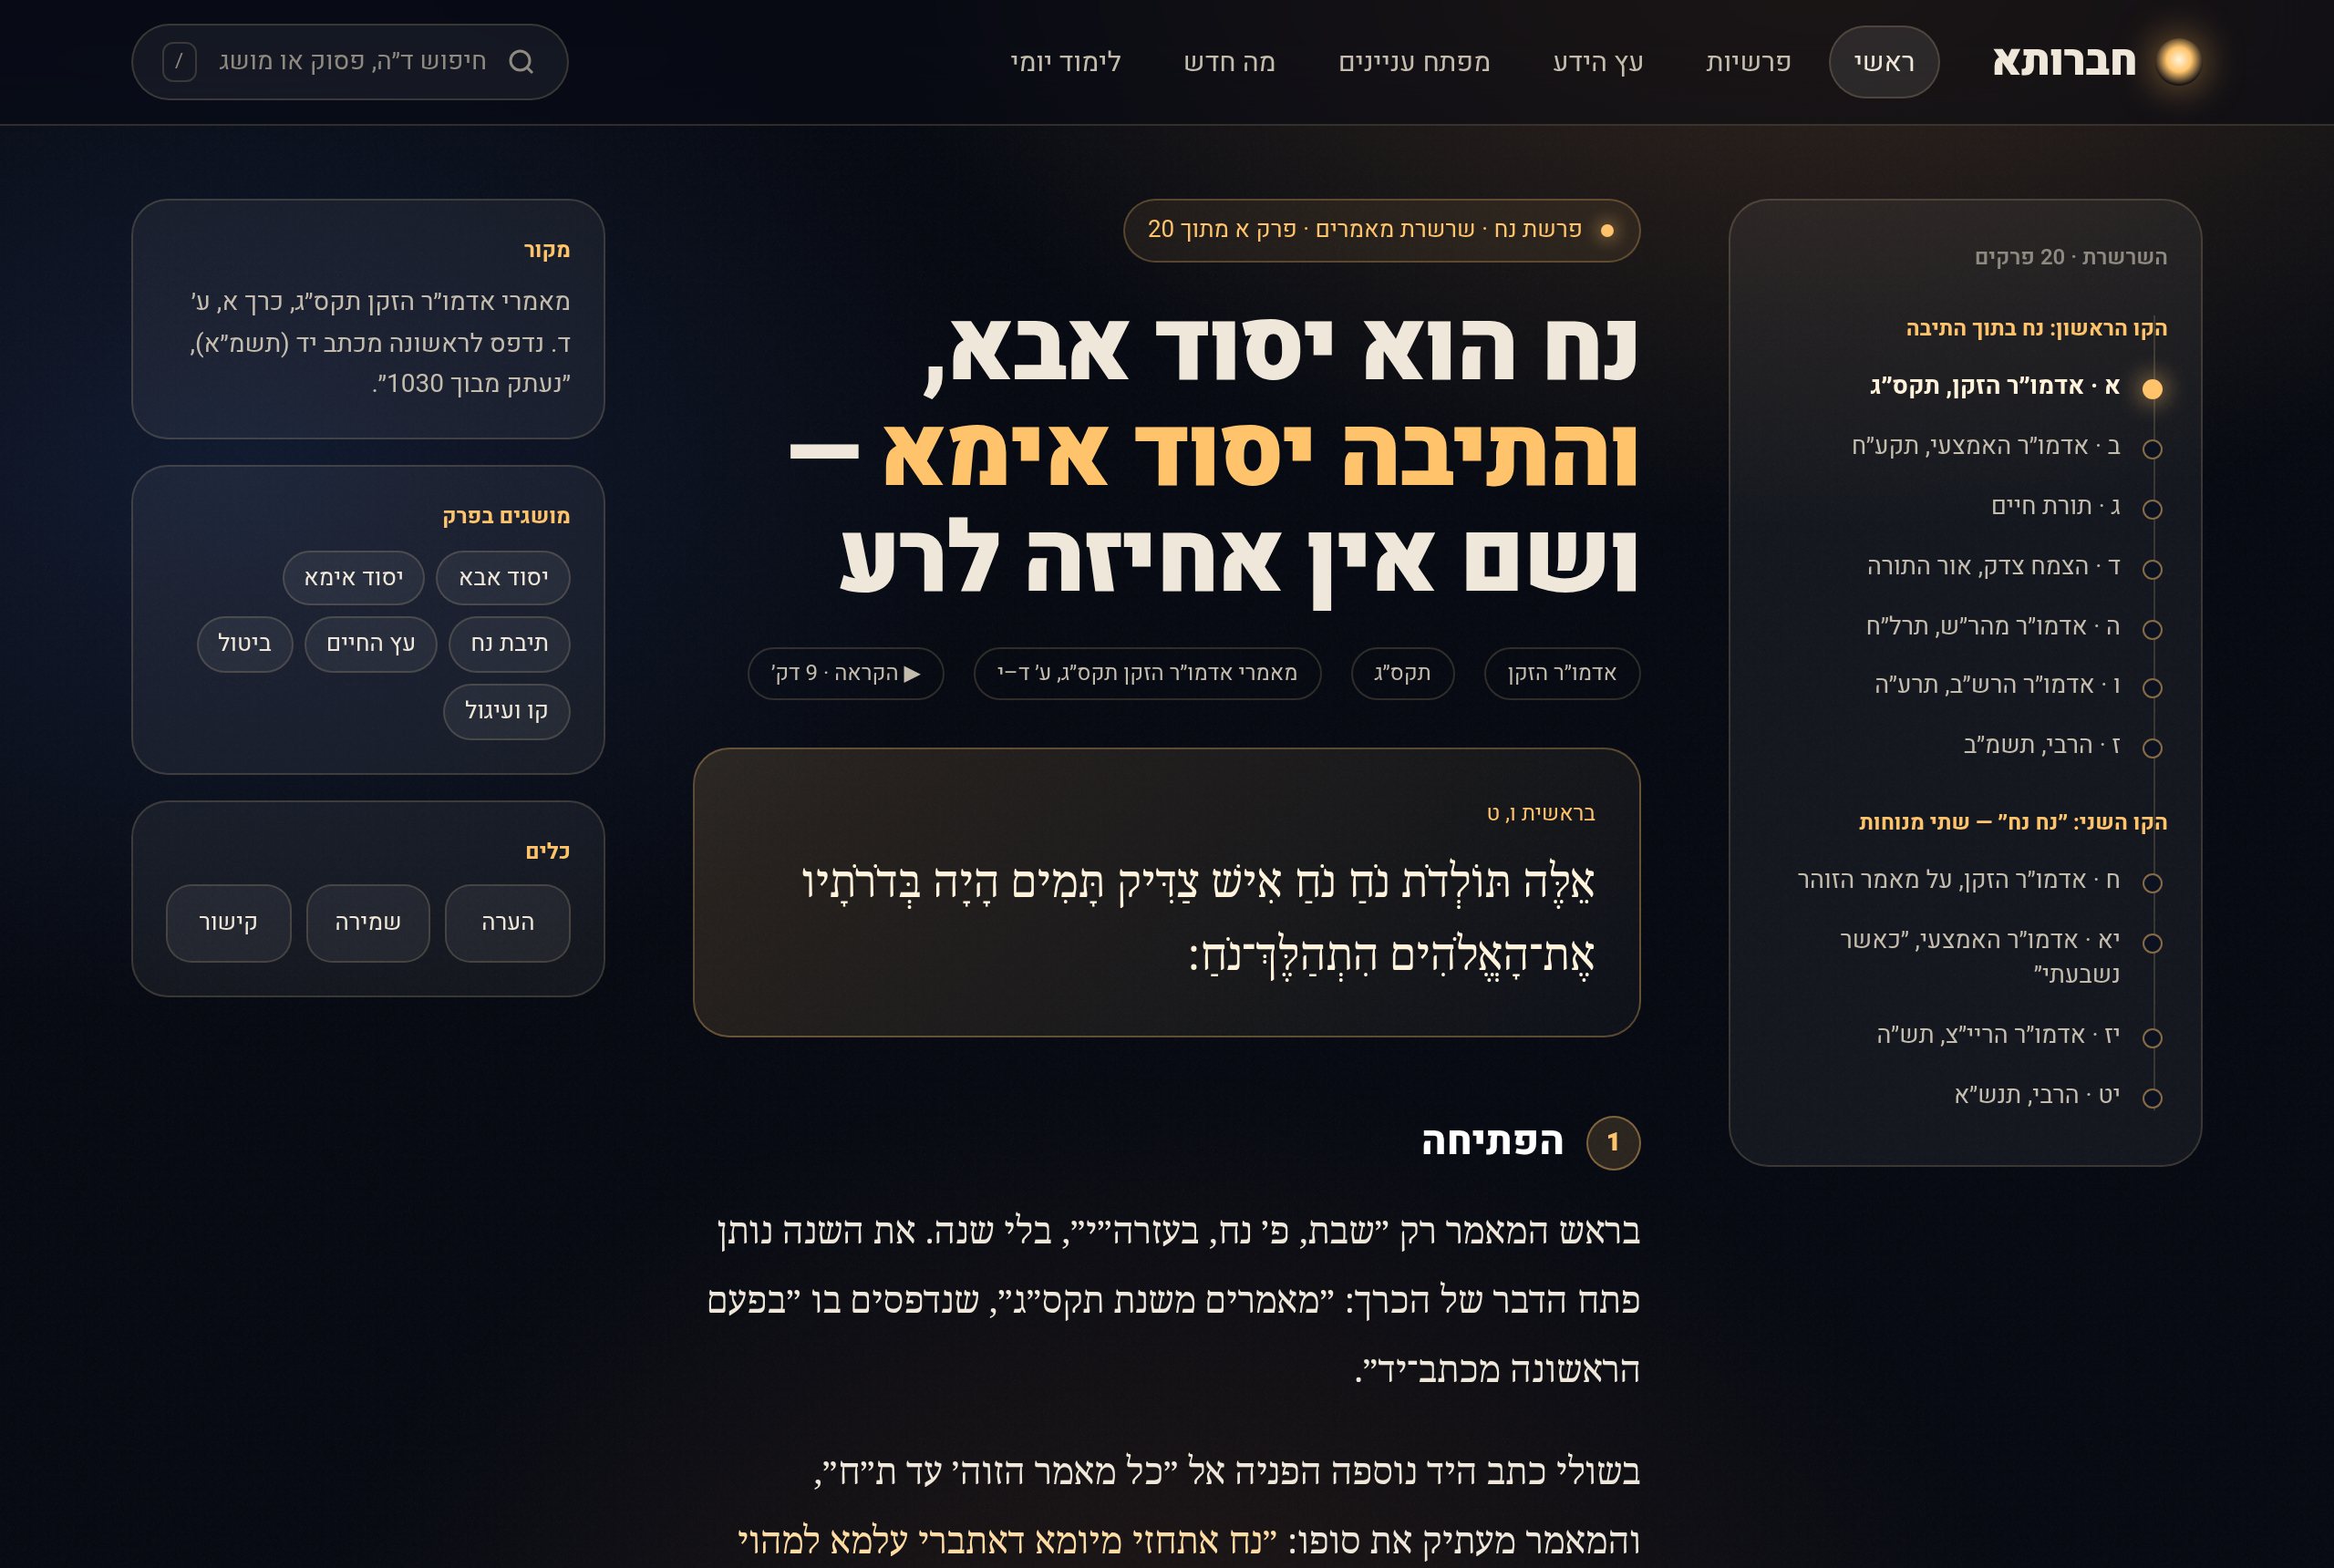 חברותא
ראשי
פרשיות
עץ הידע
מפתח עניינים
מה חדש
לימוד יומי
חיפוש ד״ה, פסוק או מושג
/
השרשרת · 20 פרקים
הקו הראשון: נח בתוך התיבה
א · אדמו״ר הזקן, תקס״ג
ב · אדמו״ר האמצעי, תקע״ח
ג · תורת חיים
ד · הצמח צדק, אור התורה
ה · אדמו״ר מהר״ש, תרל״ח
ו · אדמו״ר הרש״ב, תרע״ה
ז · הרבי, תשמ״ב
הקו השני: ״נח נח״ — שתי מנוחות
ח · אדמו״ר הזקן, על מאמר הזוהר
יא · אדמו״ר האמצעי, ״כאשר
נשבעתי״
יז · אדמו״ר הריי״צ, תש״ה
יט · הרבי, תנש״א
פרשת נח · שרשרת מאמרים · פרק א מתוך 20
נח הוא יסוד אבא,
והתיבה יסוד אימא —
ושם אין אחיזה לרע
אדמו״ר הזקן
תקס״ג
מאמרי אדמו״ר הזקן תקס״ג, ע׳ ד–י
▶ הקראה · 9 דק׳
בראשית ו, ט
אֵלֶּה תּוֹלְדֹת נֹחַ נֹחַ אִישׁ צַדִּיק תָּמִים הָיָה בְּדֹרֹתָיו
אֶת־הָאֱלֹהִים הִתְהַלֶּךְ־נֹחַ:
1
הפתיחה
בראש המאמר רק ״שבת, פ׳ נח, בעזרה״י״, בלי שנה. את השנה נותן
פתח הדבר של הכרך: ״מאמרים משנת תקס״ג״, שנדפסים בו ״בפעם
הראשונה מכתב־יד״.
בשולי כתב היד נוספה הפניה אל ״כל מאמר הזוה׳ עד ת״ח״,
והמאמר מעתיק את סופו: ״נח אתחזי מיומא דאתברי עלמא למהוי
מקור
מאמרי אדמו״ר הזקן תקס״ג, כרך א, ע׳
ד. נדפס לראשונה מכתב יד (תשמ״א),
״נעתק מבוך 1030״.
מושגים בפרק
יסוד אבא
יסוד אימא
תיבת נח
עץ החיים
ביטול
קו ועיגול
כלים
הערה
שמירה
קישור